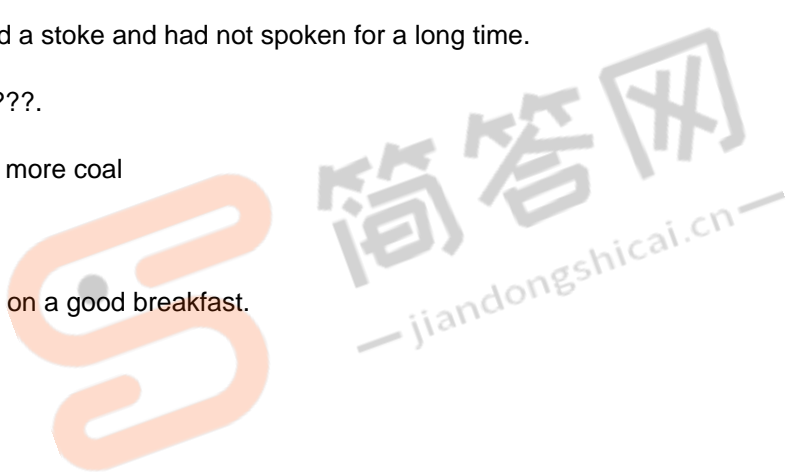 d a stoke and had not spoken for a long time.
???.
more coal
on a good breakfast.
简答网
— jiandongshicai.cn —